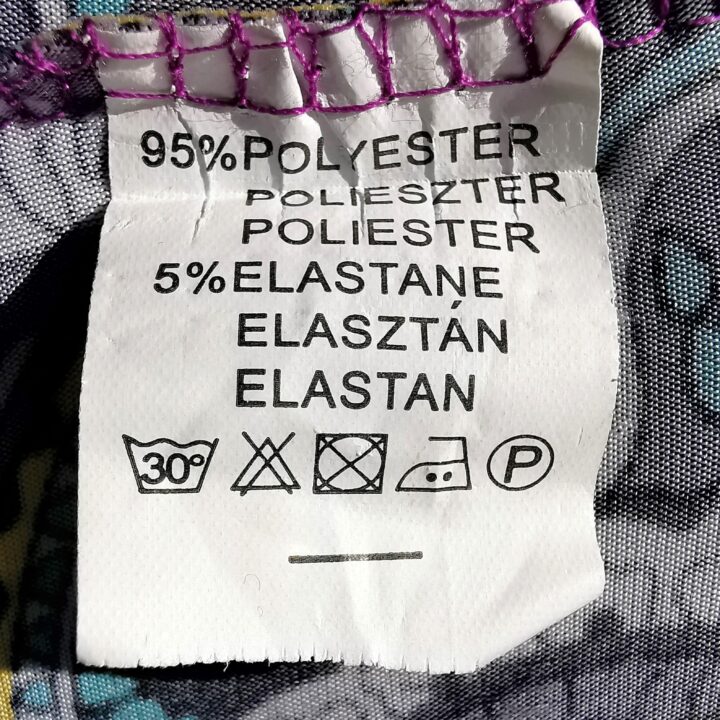 95%POLYESTER
POLIESZTER
POLIESTER
5%ELASTANE
ELASZTÁN
ELASTAN
30°
P